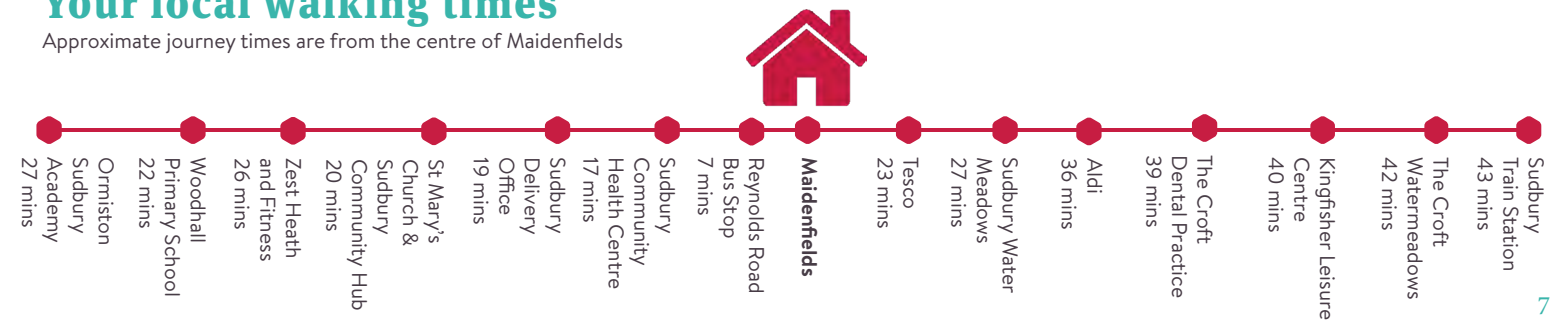 Your local walking times
Approximate journey times are from the centre of Maidenfields
Ormiston
Sudbury
Academy
27 mins
Woodhall
Primary School
22 mins
Zest Heath
and Fitness
26 mins
St Mary's
Church &
Sudbury
Community Hub
20 mins
Sudbury
Delivery
Office
19 mins
Sudbury
Community
Health Centre
17 mins
Reynolds Road
Bus Stop
7 mins
Maidenfields
Tesco
23 mins
Sudbury Water
Meadows
27 mins
Aldi
36 mins
The Croft
Dental Practice
39 mins
Kingfisher Leisure
Centre
40 mins
The Croft
Watermeadows
42 mins
Sudbury
Train Station
43 mins
7